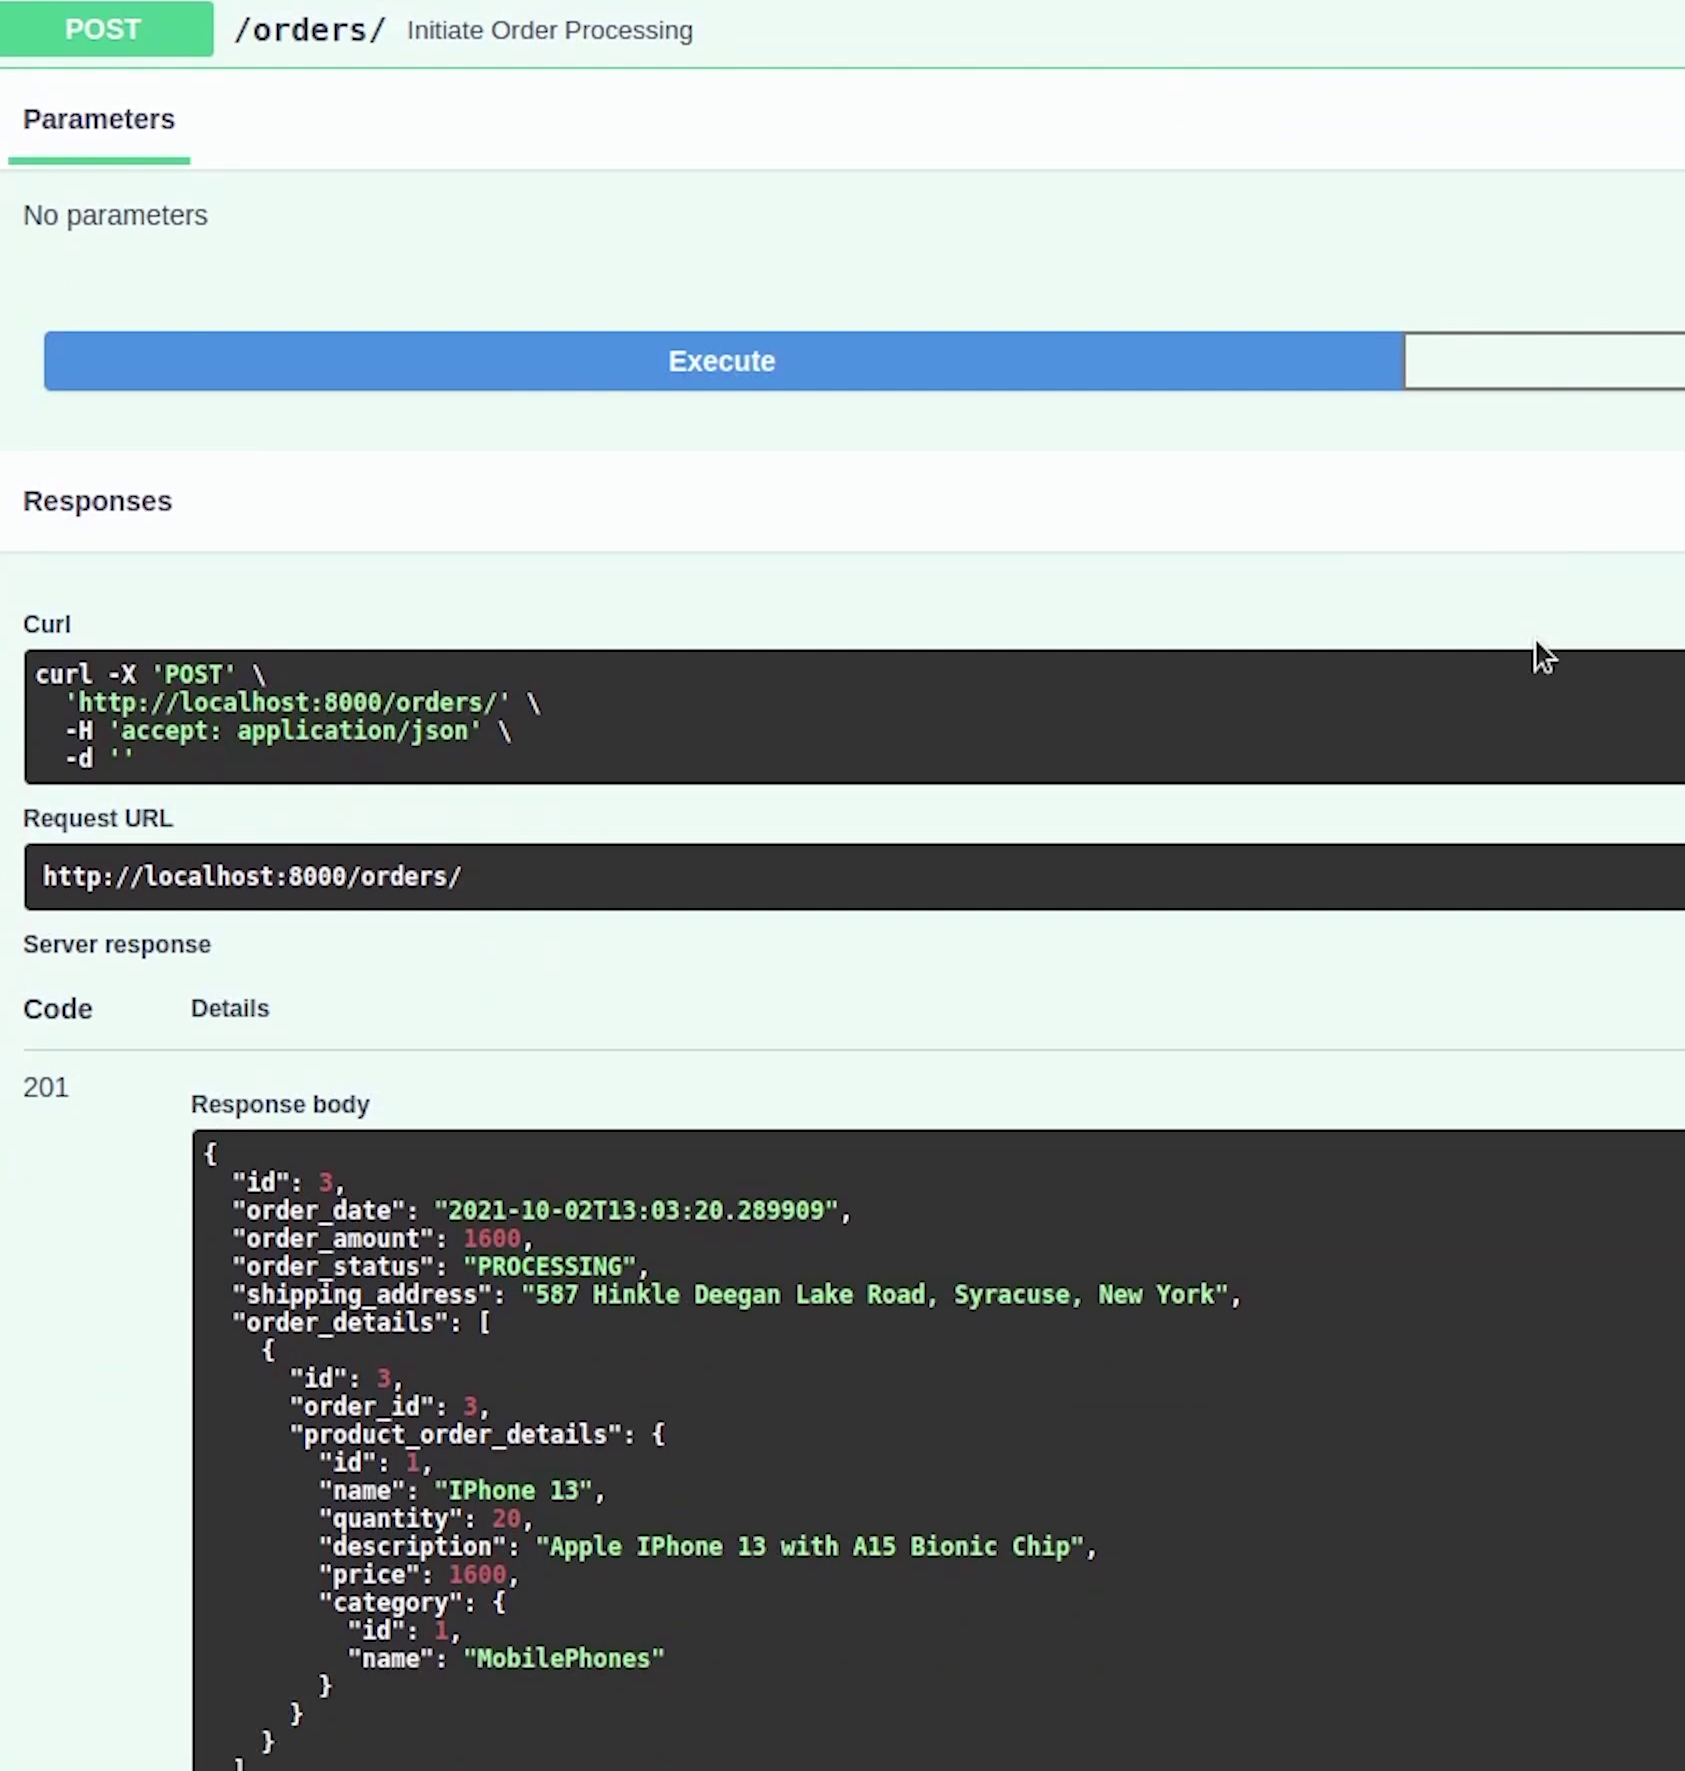 POST /orders/ Initiate Order Processing
Parameters
No parameters
Execute
Responses
Curl
curl -X 'POST' \
  'http://localhost:8000/orders/' \
  -H 'accept: application/json' \
  -d ''
Request URL
http://localhost:8000/orders/
Server response
Code Details
201
Response body
{
  "id": 3,
  "order_date": "2021-10-02T13:03:20.289909",
  "order_amount": 1600,
  "order_status": "PROCESSING",
  "shipping_address": "587 Hinkle Deegan Lake Road, Syracuse, New York",
  "order_details": [
    {
      "id": 3,
      "order_id": 3,
      "product_order_details": {
        "id": 1,
        "name": "IPhone 13",
        "quantity": 20,
        "description": "Apple IPhone 13 with A15 Bionic Chip",
        "price": 1600,
        "category": {
          "id": 1,
          "name": "MobilePhones"
        }
      }
    }
  ]